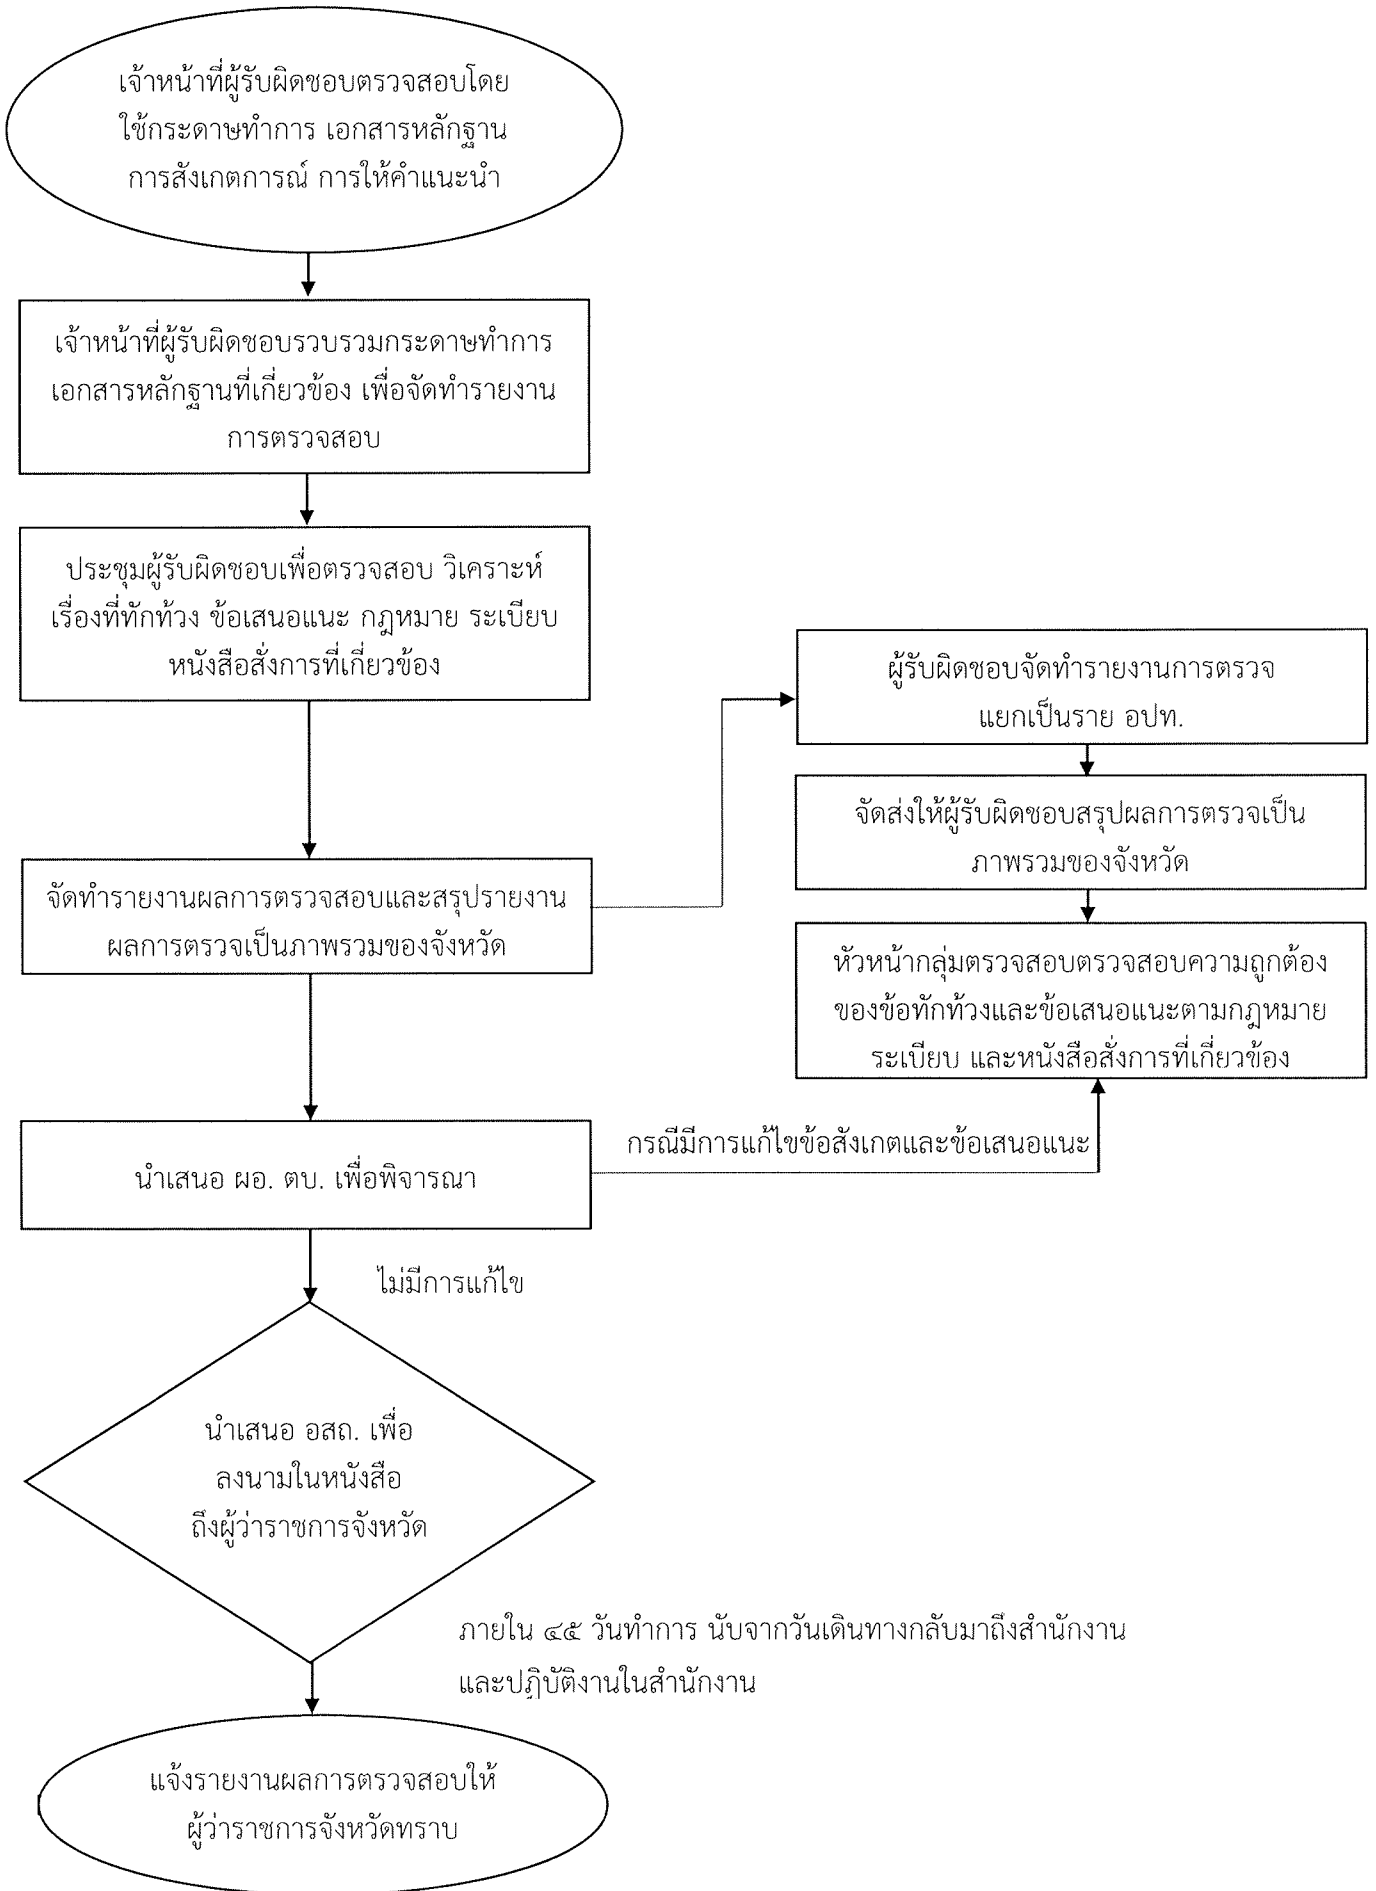 เจ้าหน้าที่ผู้รับผิดชอบตรวจสอบโดย
ใช้กระดาษทำการ เอกสารหลักฐาน
การสังเกตการณ์ การให้คำแนะนำ
เจ้าหน้าที่ผู้รับผิดชอบรวบรวมกระดาษทำการ
เอกสารหลักฐานที่เกี่ยวข้อง เพื่อจัดทำรายงาน
การตรวจสอบ
ประชุมผู้รับผิดชอบเพื่อตรวจสอบ วิเคราะห์
เรื่องที่ทักท้วง ข้อเสนอแนะ กฎหมาย ระเบียบ
หนังสือสั่งการที่เกี่ยวข้อง
จัดทำรายงานผลการตรวจสอบและสรุปรายงาน
ผลการตรวจเป็นภาพรวมของจังหวัด
ผู้รับผิดชอบจัดทำรายงานการตรวจ
แยกเป็นราย อปท.
จัดส่งให้ผู้รับผิดชอบสรุปผลการตรวจเป็น
ภาพรวมของจังหวัด
หัวหน้ากลุ่มตรวจสอบตรวจสอบความถูกต้อง
ของข้อทักท้วงและข้อเสนอแนะตามกฎหมาย
ระเบียบ และหนังสือสั่งการที่เกี่ยวข้อง
กรณีมีการแก้ไขข้อสังเกตและข้อเสนอแนะ
นำเสนอ ผอ. ตบ. เพื่อพิจารณา
ไม่มีการแก้ไข
นำเสนอ อสถ. เพื่อ
ลงนามในหนังสือ
ถึงผู้ว่าราชการจังหวัด
ภายใน ๔๕ วันทำการ นับจากวันเดินทางกลับมาถึงสำนักงาน
และปฏิบัติงานในสำนักงาน
แจ้งรายงานผลการตรวจสอบให้
ผู้ว่าราชการจังหวัดทราบ